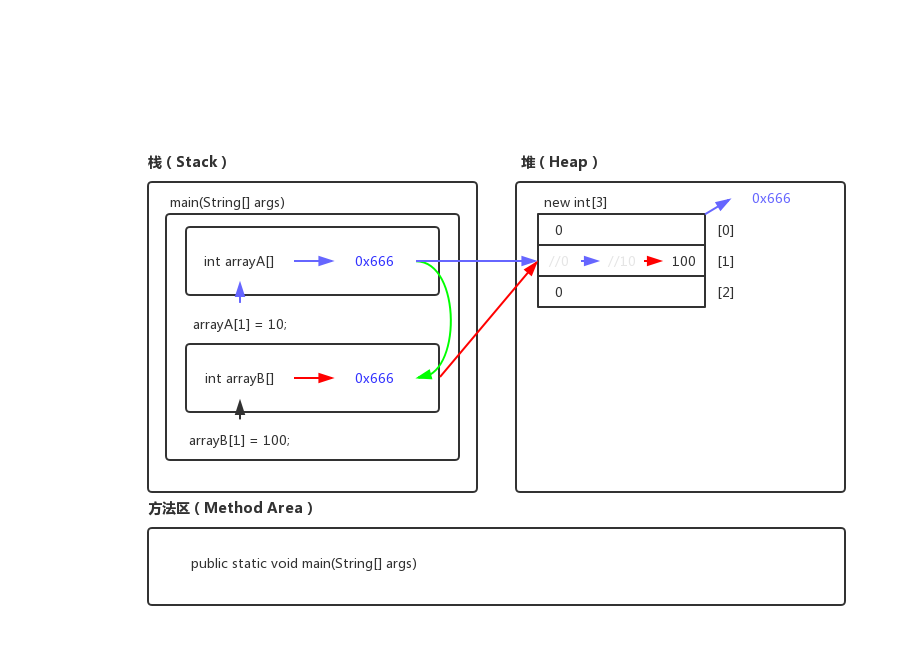 栈 ( Stack )
堆 ( Heap )
main(String[] args)
new int[3]
0x666
0
[0]
int arrayA[]
0x666
//0
//10
100
[1]
0
[2]
arrayA[1] = 10;
int arrayB[]
0x666
arrayB[1] = 100;
方法区 ( Method Area )
public static void main(String[] args)